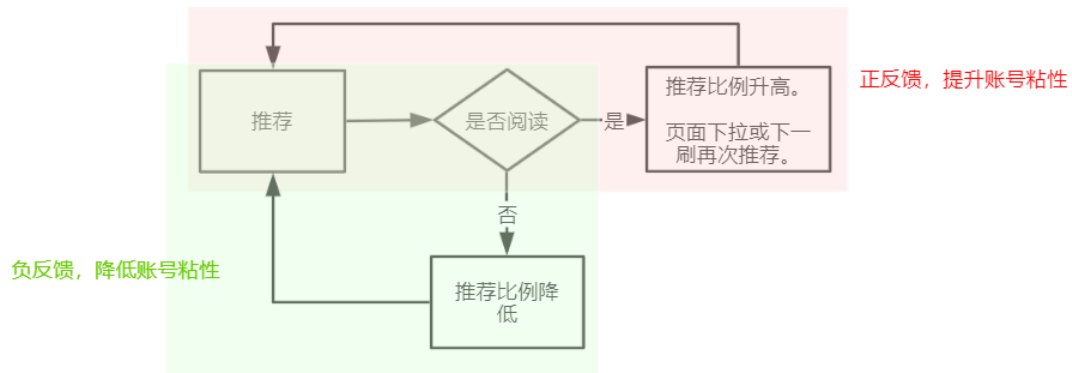 推荐
是否阅读
是
推荐比例升高。
页面下拉或下一
刷再次推荐。
正反馈，提升账号粘性
否
负反馈，降低账号粘性
推荐比例降
低